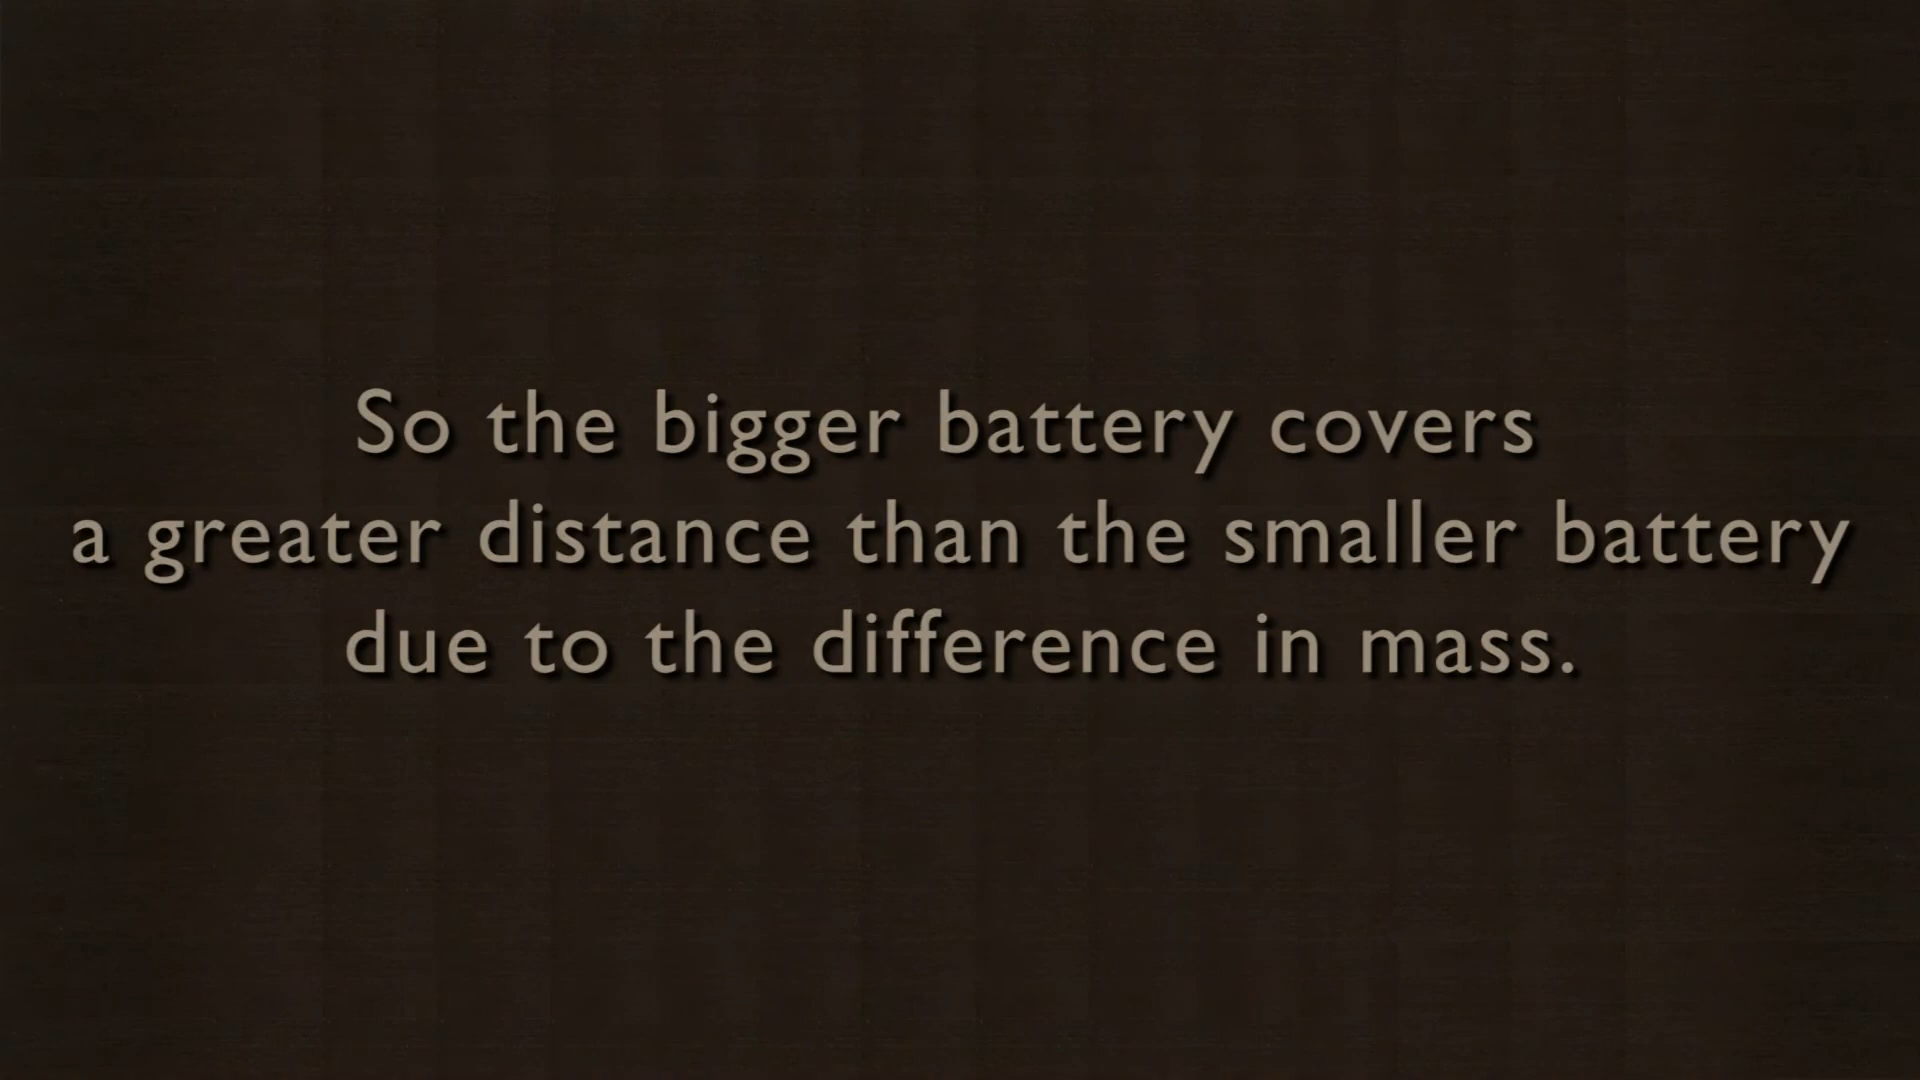 So the bigger battery covers
a greater distance than the smaller battery
due to the difference in mass.